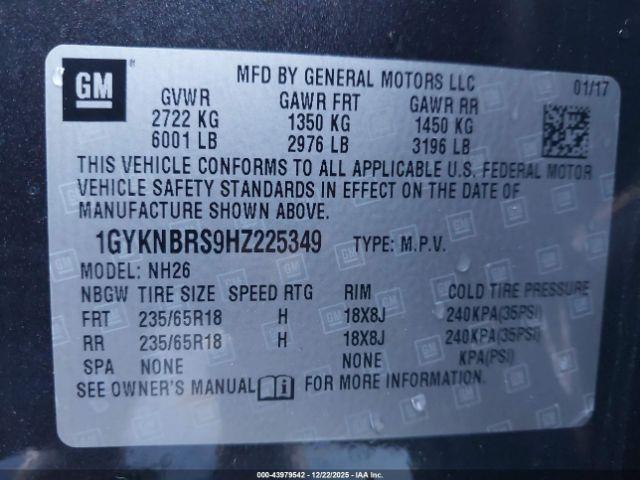 GM
MFD BY GENERAL MOTORS LLC
01/17
GVWR GAWR FRT GAWR RR
2722 KG 1350 KG 1450 KG
6001 LB 2976 LB 3196 LB
THIS VEHICLE CONFORMS TO ALL APPLICABLE U.S. FEDERAL MOTOR
VEHICLE SAFETY STANDARDS IN EFFECT ON THE DATE OF
MANUFACTURE SHOWN ABOVE.
1GYKNBRS9HZ225349 TYPE: M.P.V.
MODEL: NH26
NBGW TIRE SIZE SPEED RTG RIM COLD TIRE PRESSURE
FRT 235/65R18 H 18X8J 240KPA(35PSI)
RR 235/65R18 H 18X8J 240KPA(35PSI)
SPA NONE NONE KPA(PSI)
SEE OWNER'S MANUAL FOR MORE INFORMATION.
000-43979542 - 12/22/2025 - IAAI, Inc.